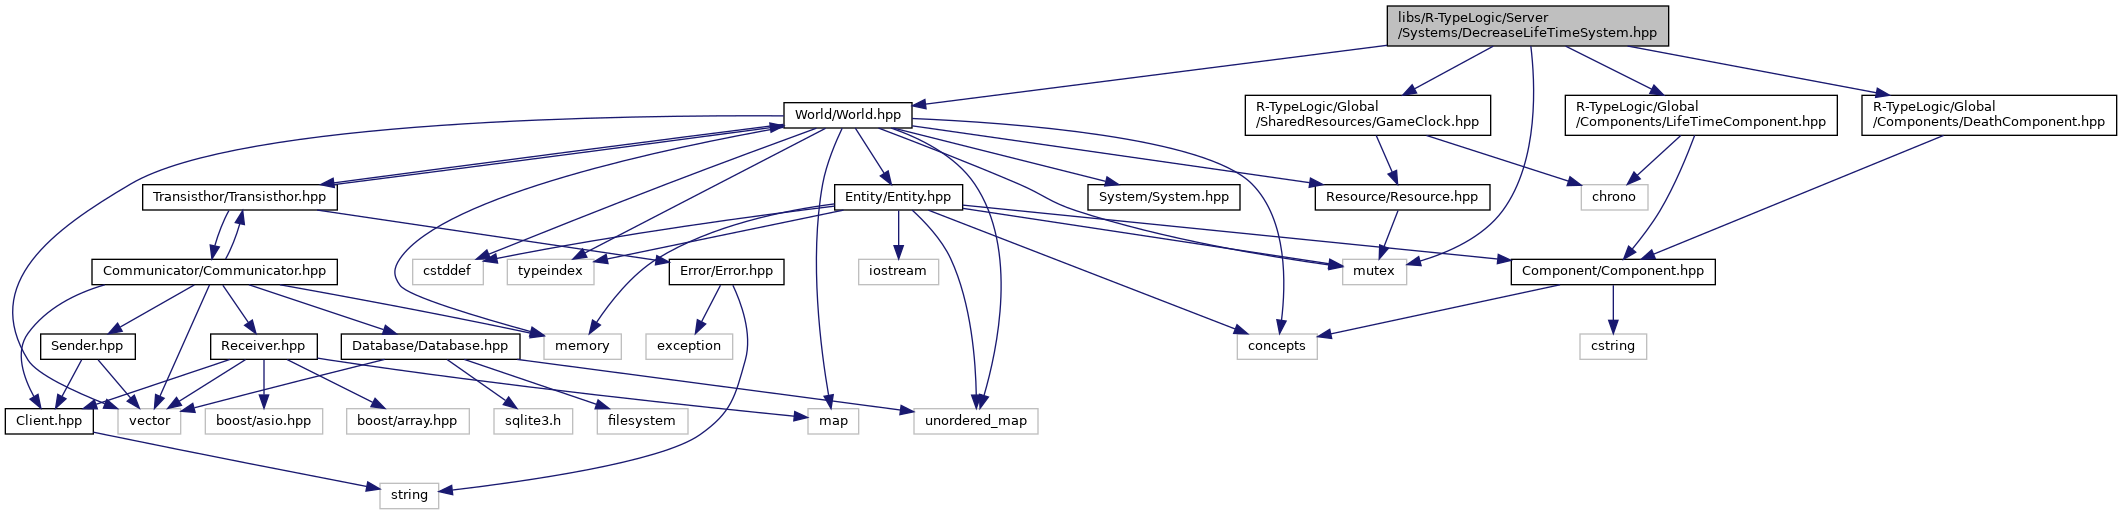 libs/R-TypeLogic/Server
/Systems/DecreaseLifeTimeSystem.hpp
World/World.hpp
R-TypeLogic/Global
/SharedResources/GameClock.hpp
R-TypeLogic/Global
/Components/LifeTimeComponent.hpp
R-TypeLogic/Global
/Components/DeathComponent.hpp
Transisthor/Transisthor.hpp
Entity/Entity.hpp
System/System.hpp
Resource/Resource.hpp
chrono
Communicator/Communicator.hpp
cstddef
typeindex
Error/Error.hpp
iostream
mutex
Component/Component.hpp
Sender.hpp
Receiver.hpp
Database/Database.hpp
memory
exception
concepts
cstring
Client.hpp
vector
boost/asio.hpp
boost/array.hpp
sqlite3.h
filesystem
map
unordered_map
string